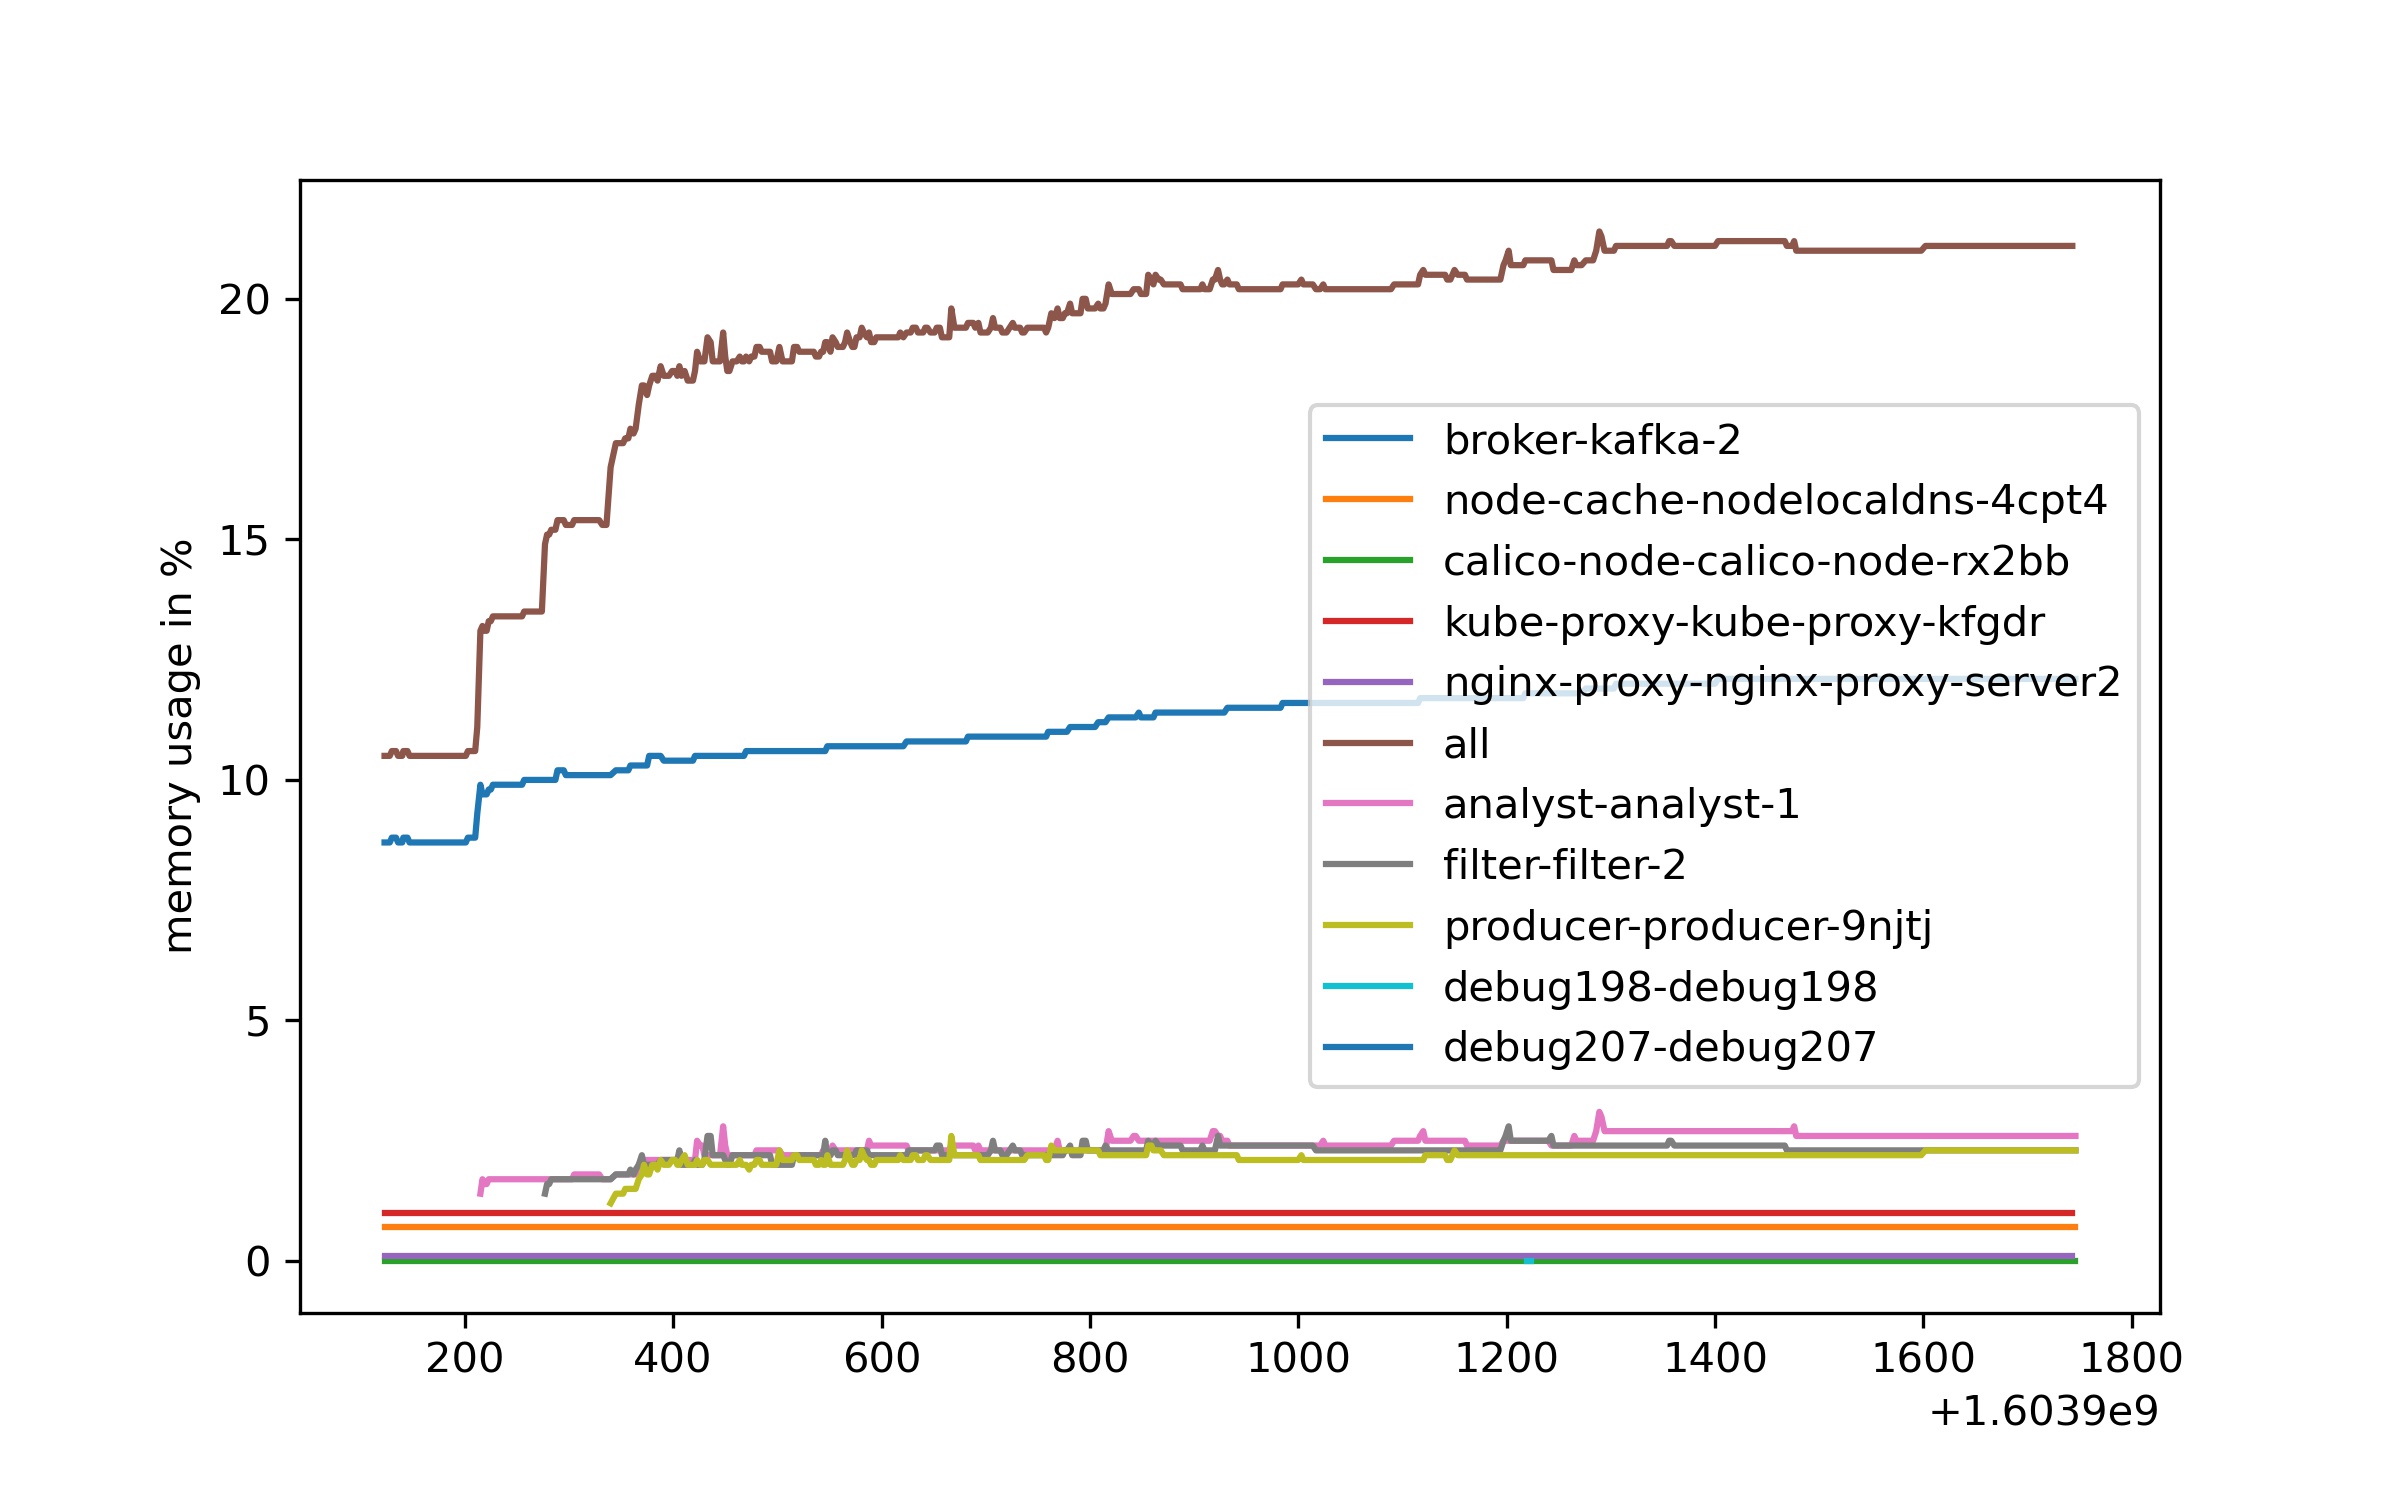 memory usage in %
20
15
10
5
0
broker-kafka-2
node-cache-nodelocaldns-4cpt4
calico-node-calico-node-rx2bb
kube-proxy-kube-proxy-kfgdr
nginx-proxy-nginx-proxy-server2
all
analyst-analyst-1
filter-filter-2
producer-producer-9njtj
debug198-debug198
debug207-debug207
200 400 600 800 1000 1200 1400 1600 1800
+1.6039e9